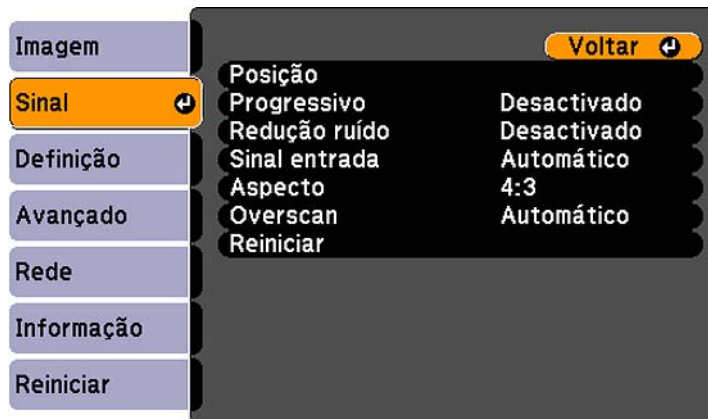 Imagem
Sinal
Definição
Avançado
Rede
Informação
Reiniciar
Voltar
Posição
Progressivo Desactivado
Redução ruído Desactivado
Sinal entrada Automático
Aspecto 4:3
Overscan Automático
Reiniciar